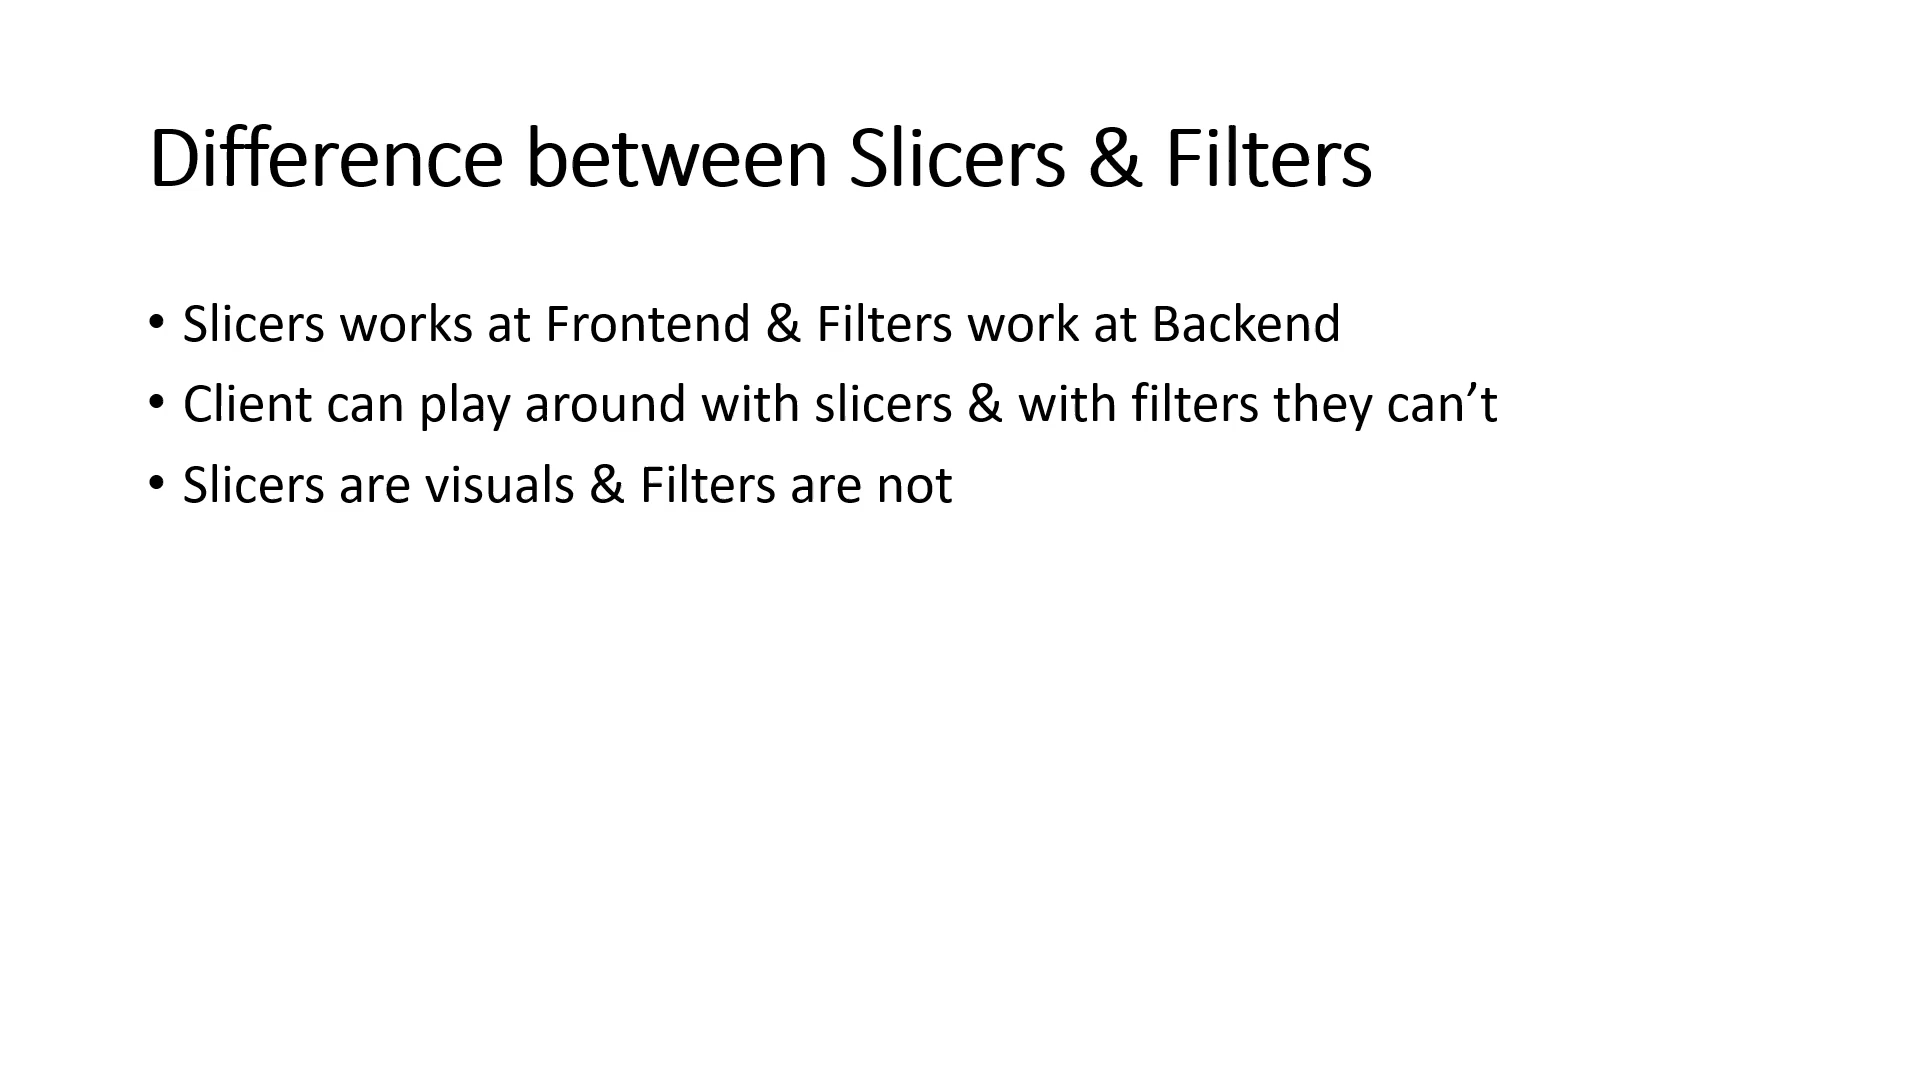 Difference between Slicers & Filters
• Slicers works at Frontend & Filters work at Backend
• Client can play around with slicers & with filters they can’t
• Slicers are visuals & Filters are not